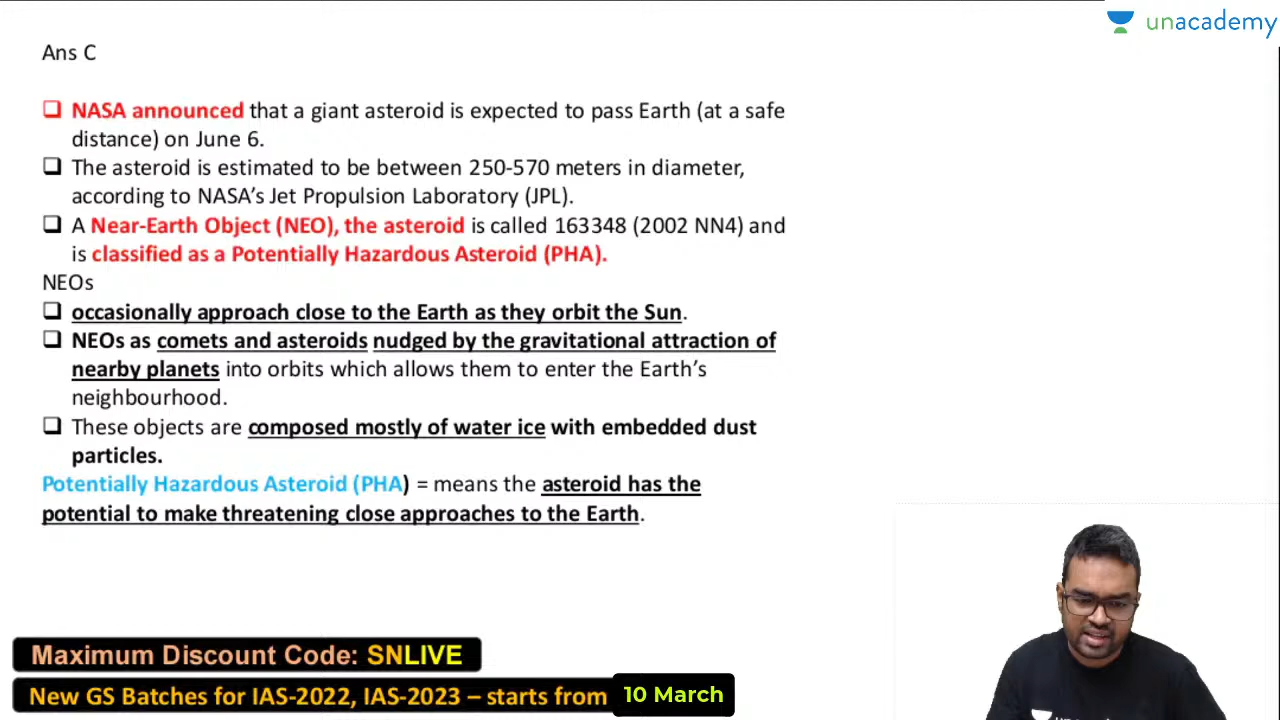 unacademy
Ans C
❑ NASA announced that a giant asteroid is expected to pass Earth (at a safe
distance) on June 6.
❑ The asteroid is estimated to be between 250-570 meters in diameter,
according to NASA’s Jet Propulsion Laboratory (JPL).
❑ A Near-Earth Object (NEO), the asteroid is called 163348 (2002 NN4) and
is classified as a Potentially Hazardous Asteroid (PHA).
NEOs
❑ occasionally approach close to the Earth as they orbit the Sun.
❑ NEOs as comets and asteroids nudged by the gravitational attraction of
nearby planets into orbits which allows them to enter the Earth’s
neighbourhood.
❑ These objects are composed mostly of water ice with embedded dust
particles.
Potentially Hazardous Asteroid (PHA) = means the asteroid has the
potential to make threatening close approaches to the Earth.
Maximum Discount Code: SNLIVE
New GS Batches for IAS-2022, IAS-2023 – starts from 10 March